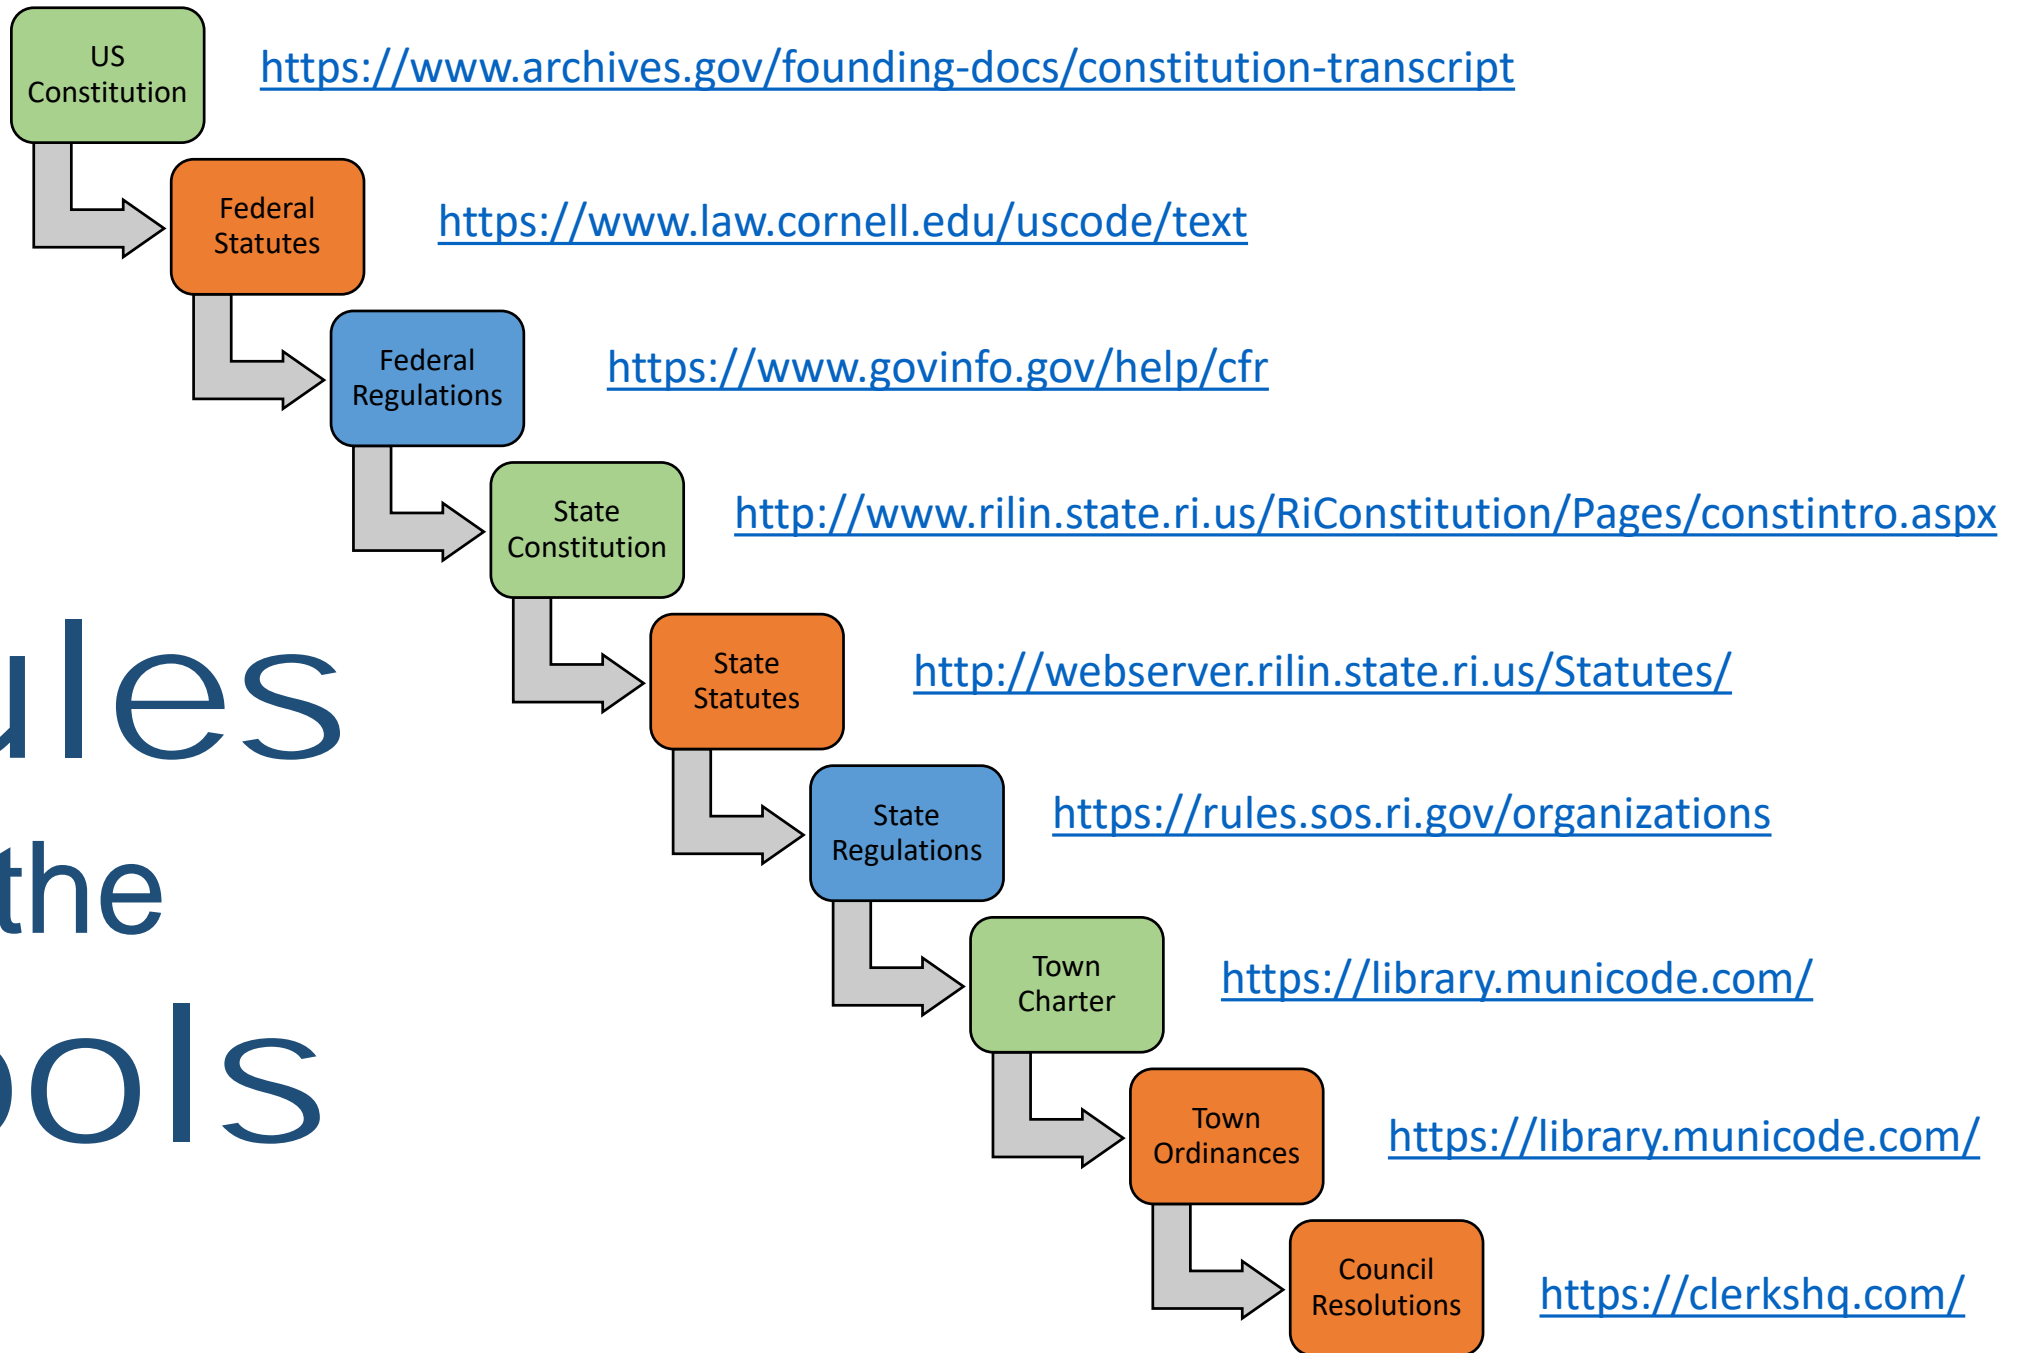 US
Constitution
https://www.archives.gov/founding-docs/constitution-transcript
Federal
Statutes
https://www.law.cornell.edu/uscode/text
Federal
Regulations
https://www.govinfo.gov/help/cfr
State
Constitution
http://www.rilin.state.ri.us/RiConstitution/Pages/constintro.aspx
State
Statutes
http://webserver.rilin.state.ri.us/Statutes/
State
Regulations
https://rules.sos.ri.gov/organizations
Town
Charter
https://library.municode.com/
Town
Ordinances
https://library.municode.com/
Council
Resolutions
https://clerkshq.com/
ules
the
ools